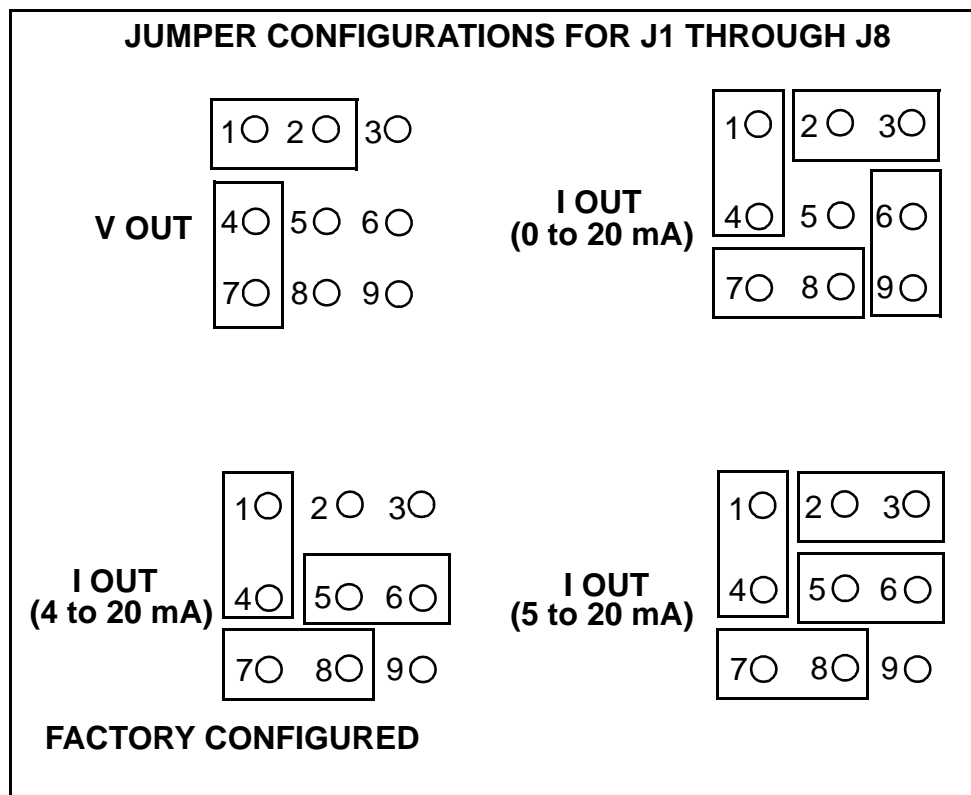 JUMPER CONFIGURATIONS FOR J1 THROUGH J8
1 2 3
V OUT
4 5 6
7 8 9
1 2 3
I OUT
(0 to 20 mA)
4 5 6
7 8 9
1 2 3
I OUT
(4 to 20 mA)
4 5 6
7 8 9
FACTORY CONFIGURED
1 2 3
I OUT
(5 to 20 mA)
4 5 6
7 8 9